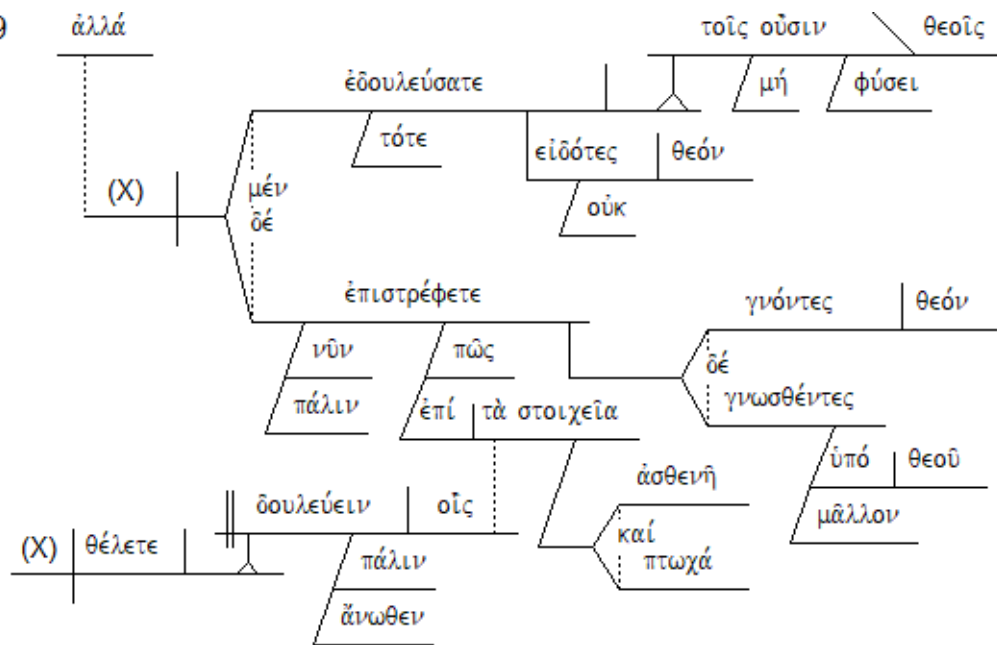 9 ἀλλά τοῖς οὖσιν θεοῖς
ἐδουλεύσατε μή φύσει
τότε εἰδότες θεόν
(X) μέν οὐκ
δέ
ἐπιστρέφετε γνόντες θεόν
νῦν πῶς δέ
πάλιν ἐπί τὰ στοιχεῖα γνωσθέντες
ὑπό θεοῦ
ἀσθενῆ
δουλεύειν οἷς μᾶλλον
(X) θέλετε καί
πάλιν πτωχά
ἄνωθεν